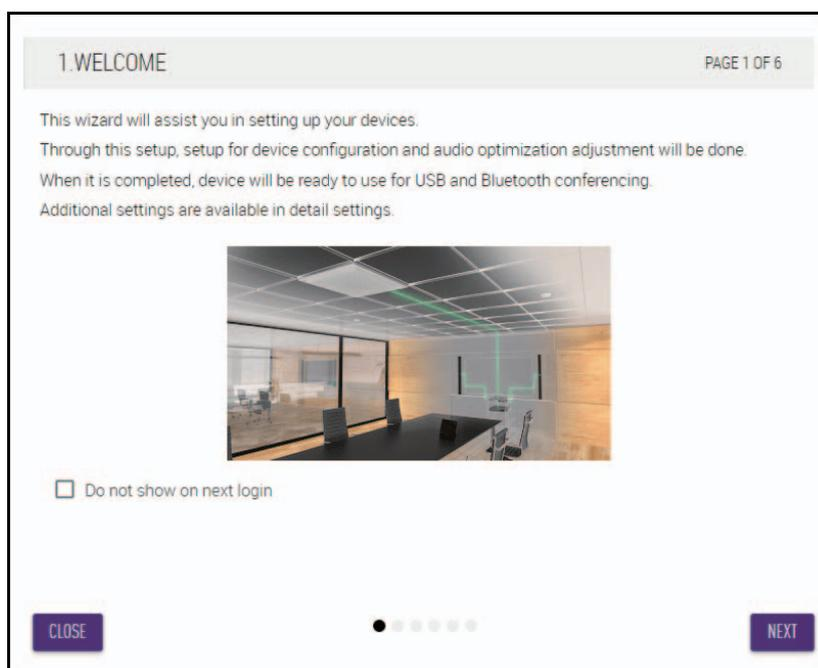 1.WELCOME
PAGE 1 OF 6
This wizard will assist you in setting up your devices.
Through this setup, setup for device configuration and audio optimization adjustment will be done.
When it is completed, device will be ready to use for USB and Bluetooth conferencing.
Additional settings are available in detail settings.
Do not show on next login
CLOSE
NEXT